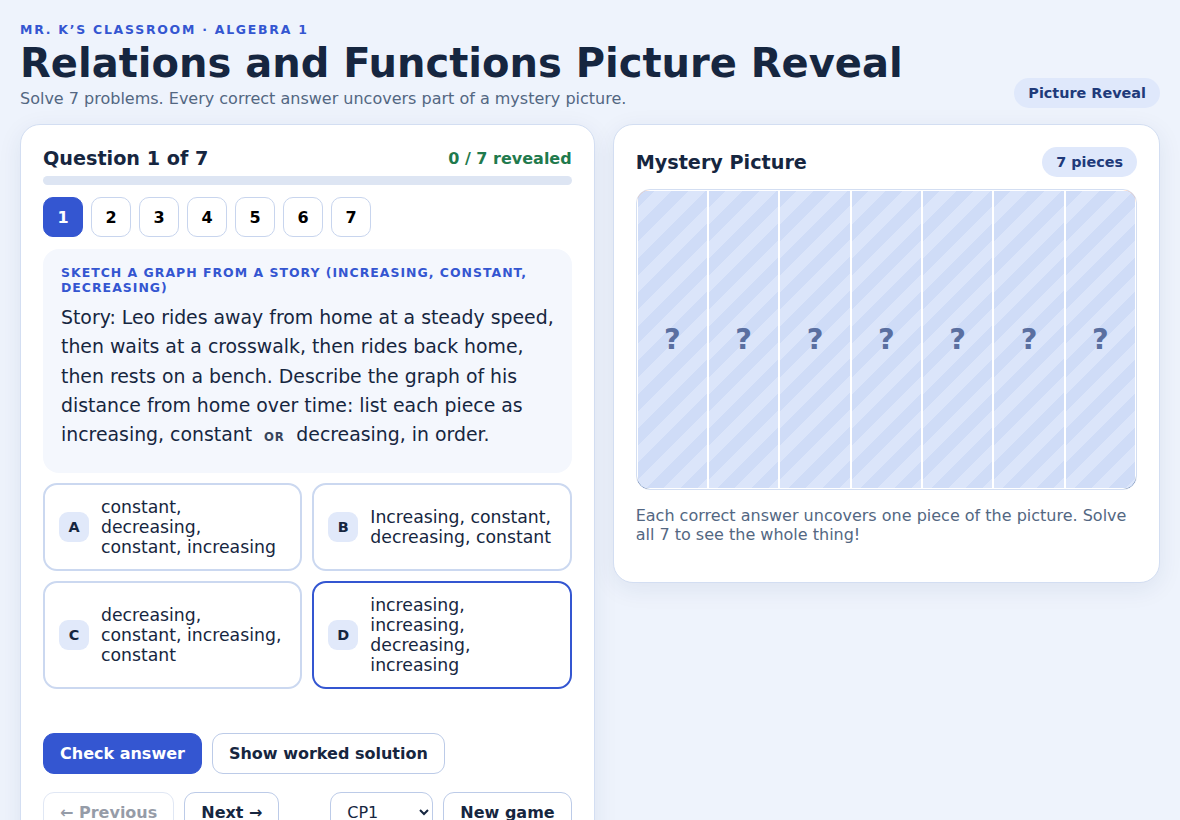 MR. K’S CLASSROOM · ALGEBRA 1
Relations and Functions Picture Reveal
Solve 7 problems. Every correct answer uncovers part of a mystery picture.
Picture Reveal
Question 1 of 7
0 / 7 revealed
1 2 3 4 5 6 7
SKETCH A GRAPH FROM A STORY (INCREASING, CONSTANT,
DECREASING)
Story: Leo rides away from home at a steady speed,
then waits at a crosswalk, then rides back home,
then rests on a bench. Describe the graph of his
distance from home over time: list each piece as
increasing, constant OR decreasing, in order.
A
constant,
decreasing,
constant, increasing
B
Increasing, constant,
decreasing, constant
C
decreasing,
constant, increasing,
constant
D
increasing,
increasing,
decreasing,
increasing
Check answer
Show worked solution
← Previous
Next →
CP1
New game
Mystery Picture
7 pieces
? ? ? ? ? ? ?
Each correct answer uncovers one piece of the picture. Solve
all 7 to see the whole thing!